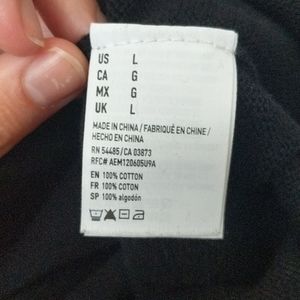 US L
CA G
MX G
UK L
MADE IN CHINA / FABRIQUÉ EN CHINE /
HECHO EN CHINA
RN 54485 / CA 03873
RFC# AEM120605U9A
EN 100% COTTON
FR 100% COTON
SP 100% algodón